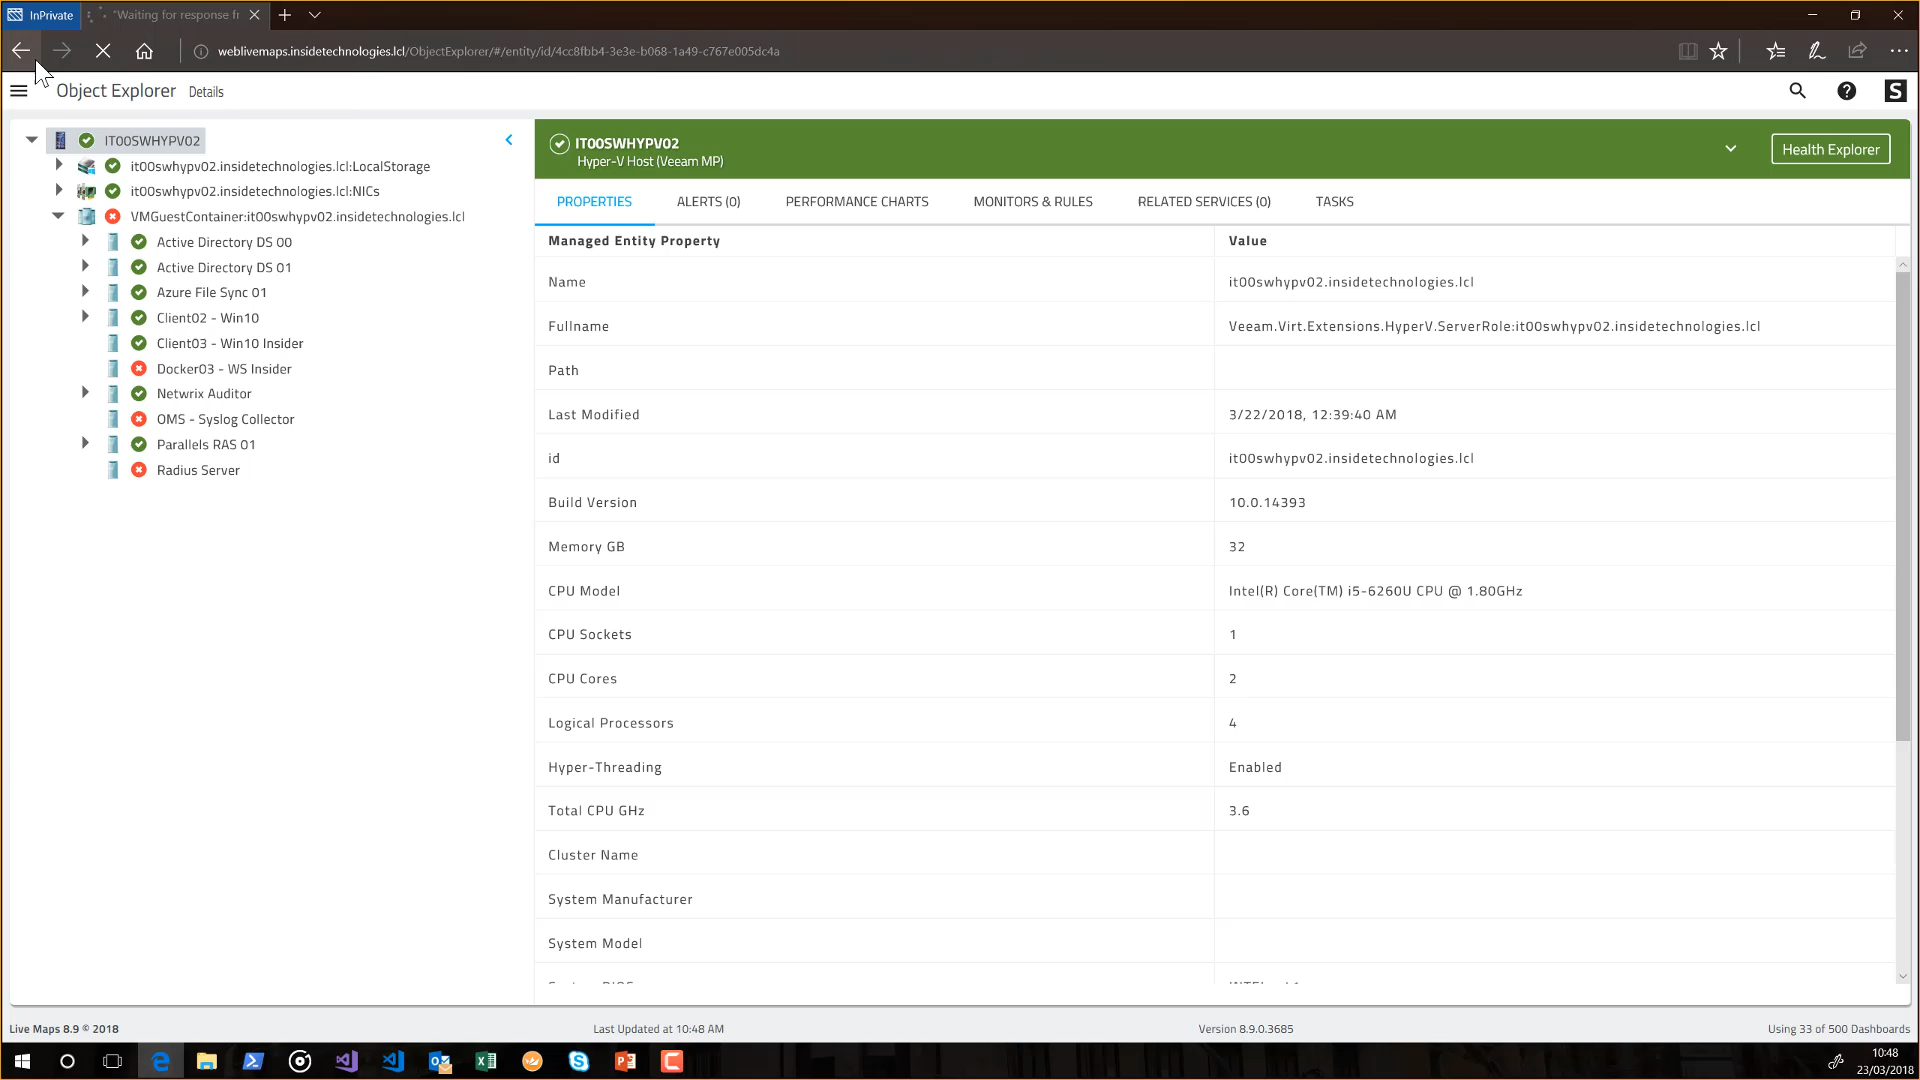 InPrivate
"Waiting for response fr
weblivemaps.insidetechnologies.lcl/ObjectExplorer/#/entity/id/4cc8fbb4-3e3e-b068-1a49-c767e005dc4a
Object Explorer Details
S
IT00SWHYPV02
it00swhypv02.insidetechnologies.lcl:LocalStorage
it00swhypv02.insidetechnologies.lcl:NICs
VMGuestContainer:it00swhypv02.insidetechnologies.lcl
Active Directory DS 00
Active Directory DS 01
Azure File Sync 01
Client02 - Win10
Client03 - Win10 Insider
Docker03 - WS Insider
Netwrix Auditor
OMS - Syslog Collector
Parallels RAS 01
Radius Server
IT00SWHYPV02
Hyper-V Host (Veeam MP)
Health Explorer
PROPERTIES ALERTS (0) PERFORMANCE CHARTS MONITORS & RULES RELATED SERVICES (0) TASKS
Managed Entity Property Value
Name it00swhypv02.insidetechnologies.lcl
Fullname Veeam.Virt.Extensions.HyperV.ServerRole:it00swhypv02.insidetechnologies.lcl
Path
Last Modified 3/22/2018, 12:39:40 AM
id it00swhypv02.insidetechnologies.lcl
Build Version 10.0.14393
Memory GB 32
CPU Model Intel(R) Core(TM) i5-6260U CPU @ 1.80GHz
CPU Sockets 1
CPU Cores 2
Logical Processors 4
Hyper-Threading Enabled
Total CPU GHz 3.6
Cluster Name
System Manufacturer
System Model
Live Maps 8.9 © 2018 Last Updated at 10:48 AM Version 8.9.0.3685 Using 33 of 500 Dashboards
10:48
23/03/2018